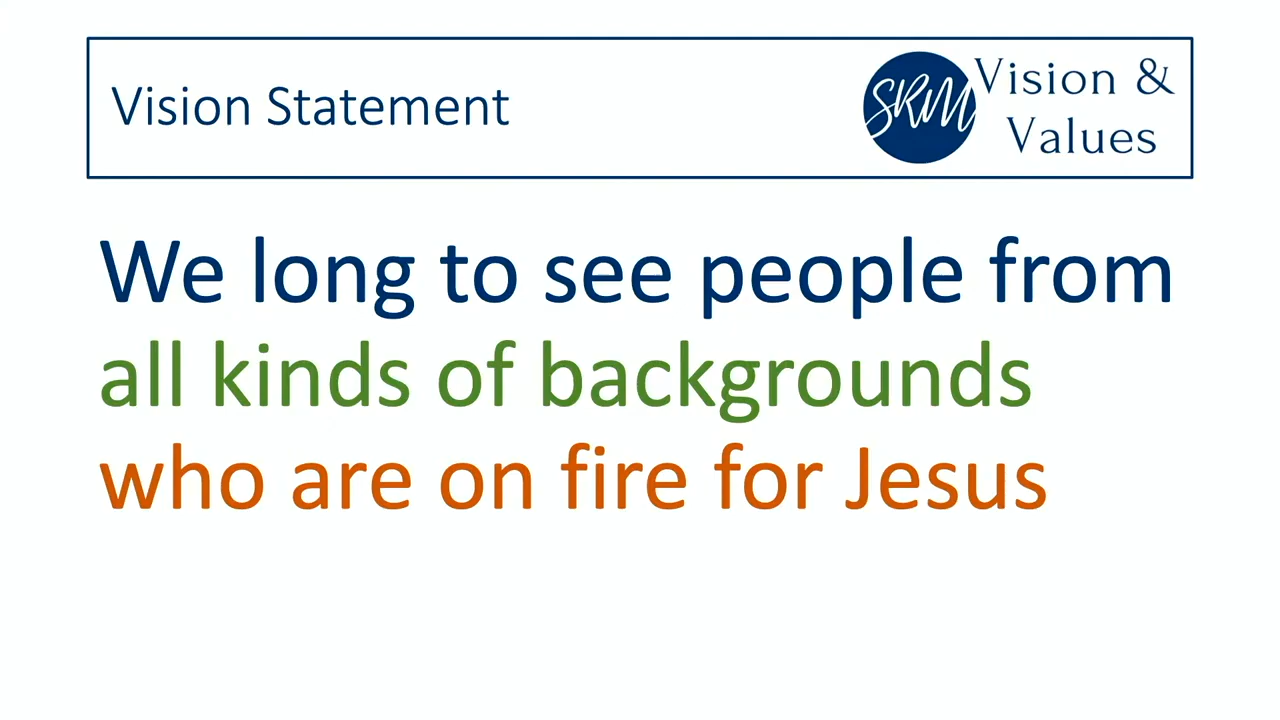 Vision Statement
SRM
Vision &
Values
We long to see people from
all kinds of backgrounds
who are on fire for Jesus